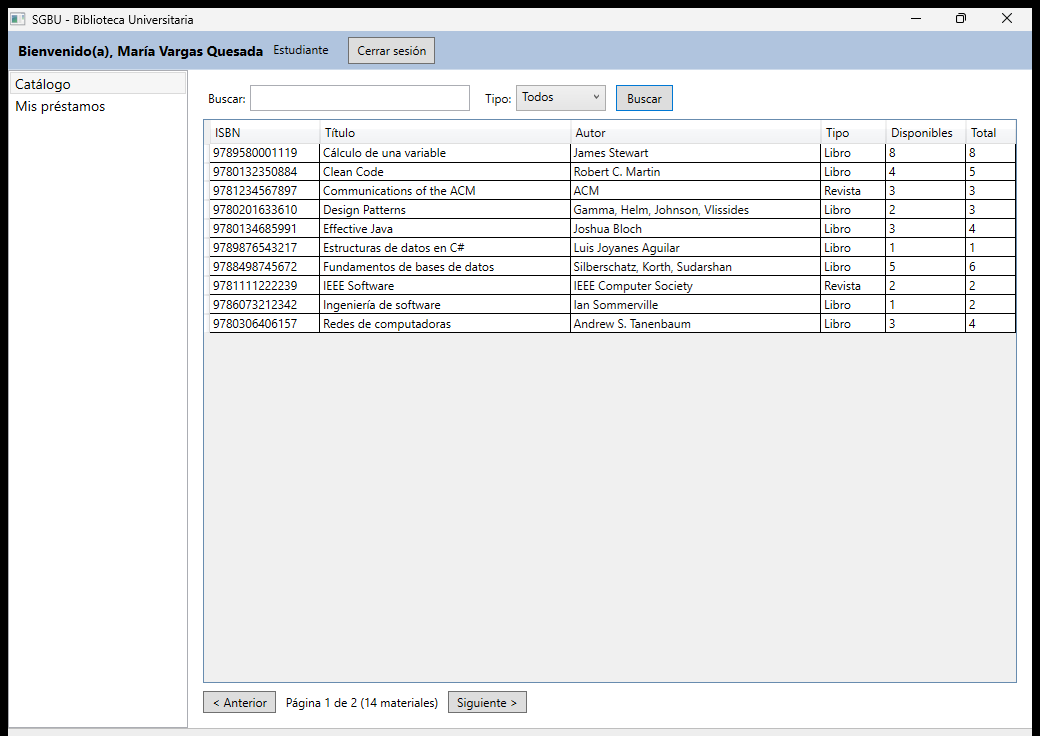 SGBU - Biblioteca Universitaria
Bienvenido(a), María Vargas Quesada Estudiante Cerrar sesión
Catálogo
Mis préstamos
Buscar: Tipo: Todos Buscar
ISBN Título Autor Tipo Disponibles Total
9789580001119 Cálculo de una variable James Stewart Libro 8 8
9780132350884 Clean Code Robert C. Martin Libro 4 5
9781234567897 Communications of the ACM ACM Revista 3 3
9780201633610 Design Patterns Gamma, Helm, Johnson, Vlissides Libro 2 3
9780134685991 Effective Java Joshua Bloch Libro 3 4
9789876543217 Estructuras de datos en C# Luis Joyanes Aguilar Libro 1 1
9788498745672 Fundamentos de bases de datos Silberschatz, Korth, Sudarshan Libro 5 6
9781111222239 IEEE Software IEEE Computer Society Revista 2 2
9786073212342 Ingeniería de software Ian Sommerville Libro 1 2
9780306406157 Redes de computadoras Andrew S. Tanenbaum Libro 3 4
< Anterior Página 1 de 2 (14 materiales) Siguiente >